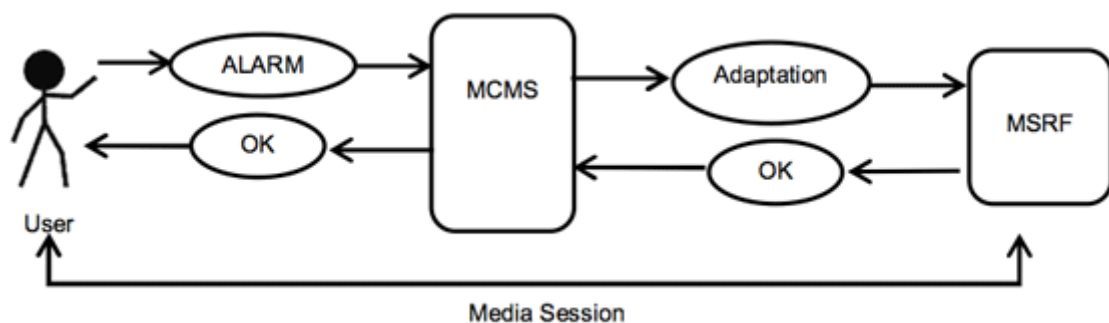 ALARM
Adaptation
MCMS
MSRF
OK
OK
User
Media Session